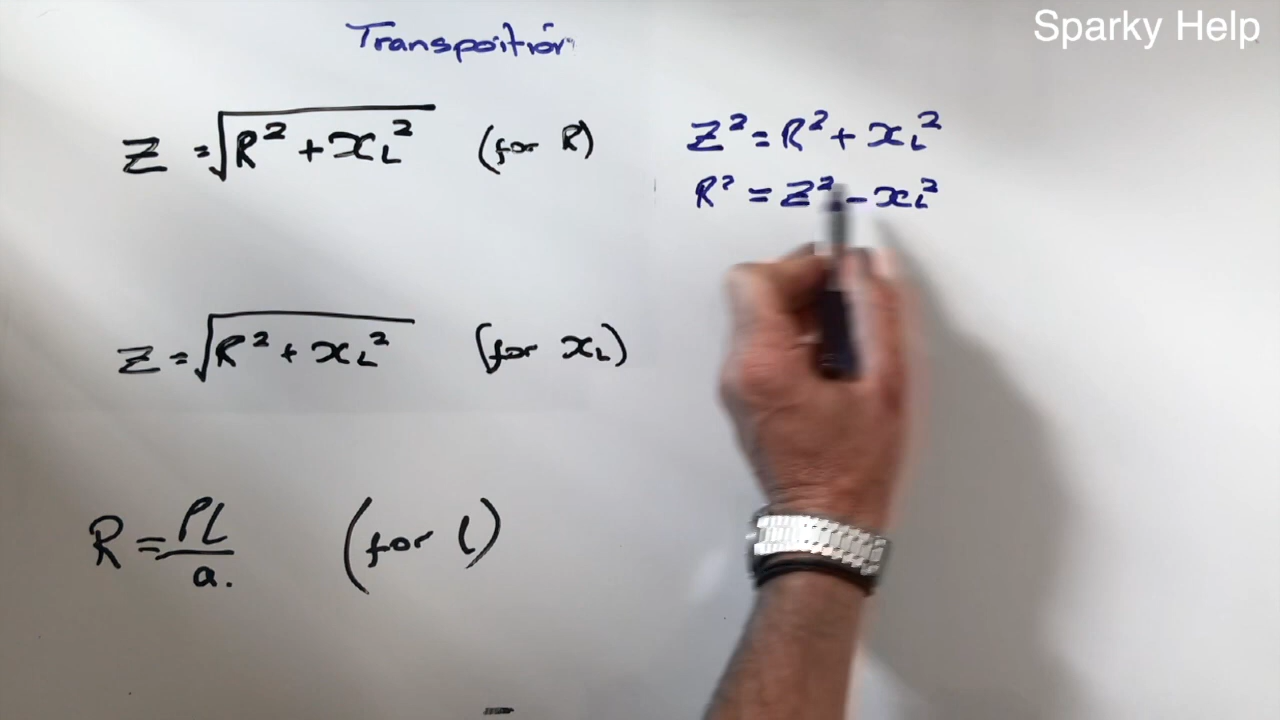 Sparky Help
Transpoition
Z = √R² + xL² (for R)
Z² = R² + xL²
R² = Z² - xL²
Z = √R² + xL² (for xL)
R = ρL/a. (for l)